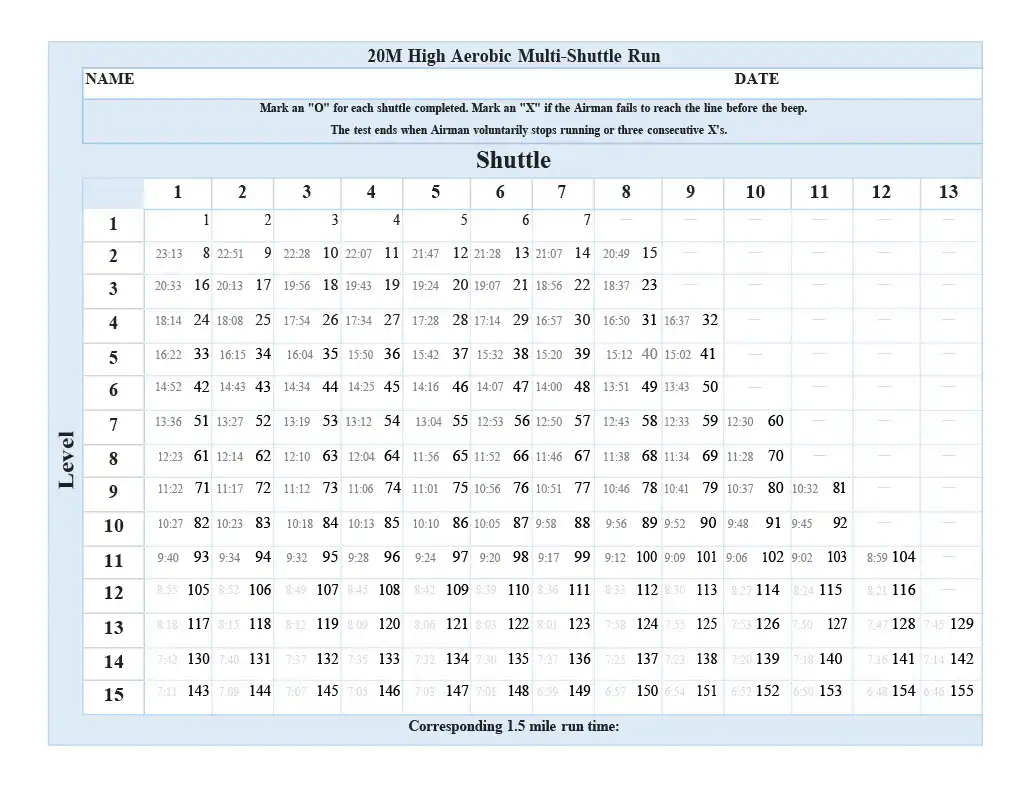 20M High Aerobic Multi-Shuttle Run
NAME DATE
Mark an "O" for each shuttle completed. Mark an "X" if the Airman fails to reach the line before the beep.
The test ends when Airman voluntarily stops running or three consecutive X's.
Shuttle
1 2 3 4 5 6 7 8 9 10 11 12 13
1 1 2 3 4 5 6 7 — — — — — —
2 23:13 8 22:51 9 22:28 10 22:07 11 21:47 12 21:28 13 21:07 14 20:49 15 — — — — —
3 20:33 16 20:13 17 19:56 18 19:43 19 19:24 20 19:07 21 18:56 22 18:37 23 — — — — —
4 18:14 24 18:08 25 17:54 26 17:34 27 17:28 28 17:14 29 16:57 30 16:50 31 16:37 32 — — — —
5 16:22 33 16:15 34 16:04 35 15:50 36 15:42 37 15:32 38 15:20 39 15:12 40 15:02 41 — — — —
6 14:52 42 14:43 43 14:34 44 14:25 45 14:16 46 14:07 47 14:00 48 13:51 49 13:43 50 — — — —
7 13:36 51 13:27 52 13:19 53 13:12 54 13:04 55 12:53 56 12:50 57 12:43 58 12:33 59 12:30 60 — — —
Level
8 12:23 61 12:14 62 12:10 63 12:04 64 11:56 65 11:52 66 11:46 67 11:38 68 11:34 69 11:28 70 — — —
9 11:22 71 11:17 72 11:12 73 11:06 74 11:01 75 10:56 76 10:51 77 10:46 78 10:41 79 10:37 80 10:32 81 — —
10 10:27 82 10:23 83 10:18 84 10:13 85 10:10 86 10:05 87 9:58 88 9:56 89 9:52 90 9:48 91 9:45 92 — —
11 9:40 93 9:34 94 9:32 95 9:28 96 9:24 97 9:20 98 9:17 99 9:12 100 9:09 101 9:06 102 9:02 103 8:59 104 —
12 8:55 105 8:52 106 8:49 107 8:45 108 8:42 109 8:39 110 8:36 111 8:33 112 8:30 113 8:27 114 8:24 115 8:21 116 —
13 8:18 117 8:15 118 8:12 119 8:09 120 8:06 121 8:03 122 8:01 123 7:58 124 7:55 125 7:53 126 7:50 127 7:47 128 7:45 129
14 7:42 130 7:40 131 7:37 132 7:35 133 7:32 134 7:30 135 7:27 136 7:25 137 7:23 138 7:20 139 7:18 140 7:16 141 7:14 142
15 7:11 143 7:09 144 7:07 145 7:05 146 7:03 147 7:01 148 6:59 149 6:57 150 6:54 151 6:52 152 6:50 153 6:48 154 6:46 155
Corresponding 1.5 mile run time: